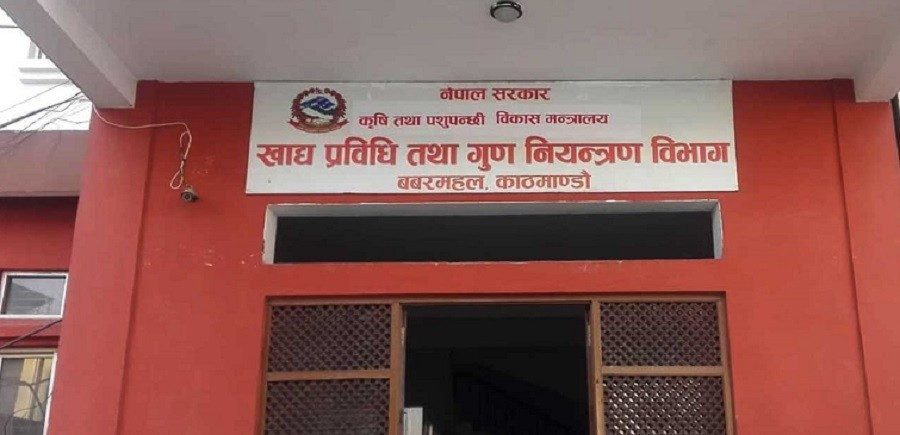 नेपाल सरकार
कृषि तथा पशुपन्छी विकास मन्त्रालय
खाद्य प्रविधि तथा गुण नियन्त्रण विभाग
बबरमहल, काठमाण्डौ